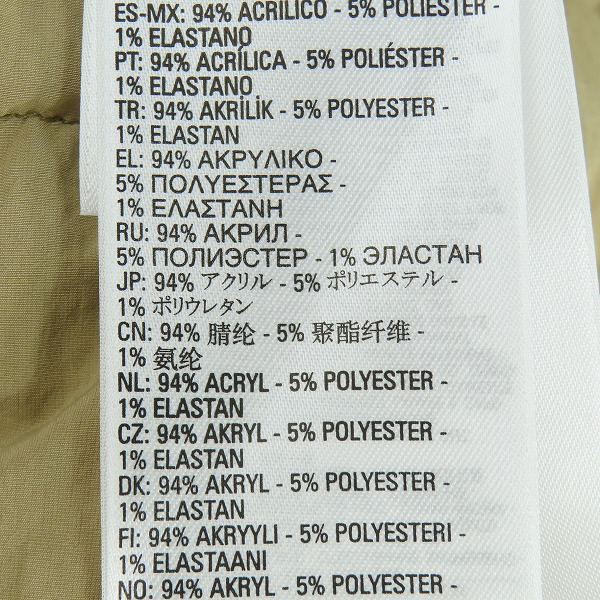 ES-MX: 94% ACRÍLICO - 5% POLIÉSTER -
1% ELASTANO
PT: 94% ACRÍLICA - 5% POLIÉSTER -
1% ELASTANO
TR: 94% AKRİLİK - 5% POLYESTER -
1% ELASTAN
EL: 94% ΑΚΡΥΛΙΚΟ -
5% ΠΟΛΥΕΣΤΕΡΑΣ -
1% ΕΛΑΣΤΑΝΗ
RU: 94% АКРИЛ -
5% ПОЛИЭСТЕР - 1% ЭЛАСТАН
JP: 94% アクリル - 5% ポリエステル -
1% ポリウレタン
CN: 94% 腈纶 - 5% 聚酯纤维 -
1% 氨纶
NL: 94% ACRYL - 5% POLYESTER -
1% ELASTAN
CZ: 94% AKRYL - 5% POLYESTER -
1% ELASTAN
DK: 94% AKRYL - 5% POLYESTER -
1% ELASTAN
FI: 94% AKRYYLI - 5% POLYESTERI -
1% ELASTAANI
NO: 94% AKRYL - 5% POLYESTER -